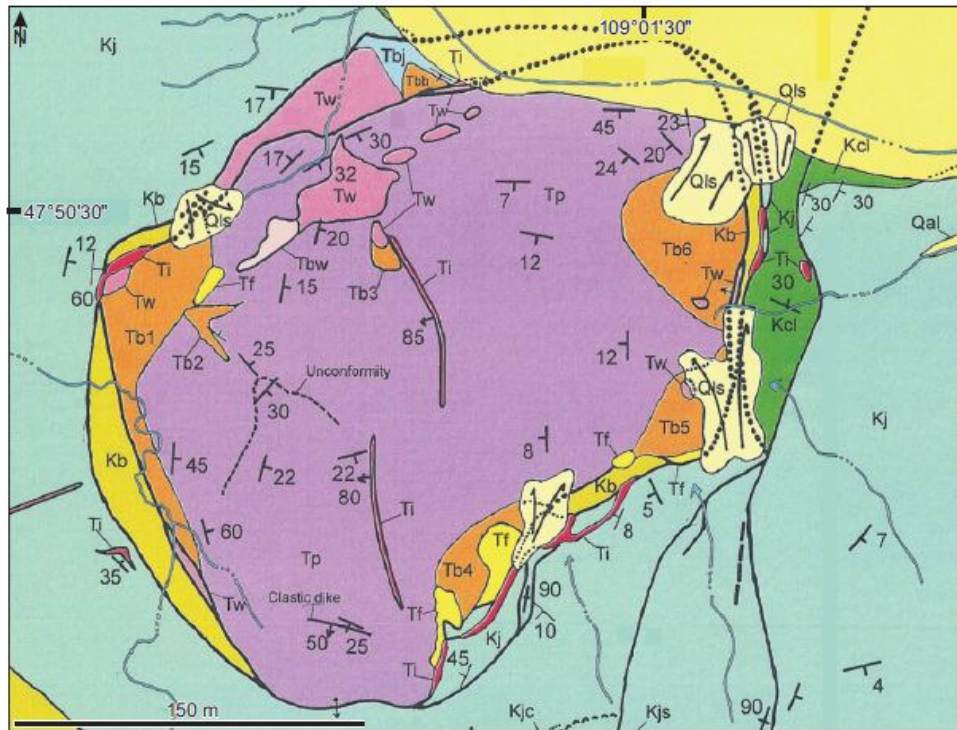 N
109°01'30"
Kj
Tbj
Ti
Tbb
Qls
Tw
Tw
17
Kcl
45
23
30
20
17
15
24
32
Tw
Qls
7
Tp
30
30
47°50'30"
Kb
Qls
Tw
Kj
Qal
Kb
20
Tb6
12
Ti
Tbw
12
Ti
Ti
Tf
15
Tb3
Tw
30
60
Tw
Kcl
Tb1
85
Tb2
12
Tw
25
Qls
Unconformity
Kj
30
Tb5
8
Tf
Kb
45
22
22
Kb
Tf
80
5
Ti
8
Tf
60
7
Ti
Tp
Tb4
Ti
35
Tw
90
Clastic dike
Tf
10
50
25
Kj
45
Ti
4
150 m
Kjc
Kjs
90